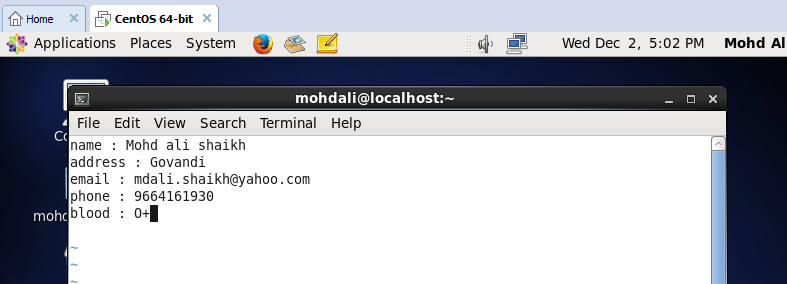 Home CentOS 64-bit
Applications Places System Wed Dec 2, 5:02 PM Mohd Al
mohdali@localhost:~
File Edit View Search Terminal Help
name : Mohd ali shaikh
address : Govandi
email : mdali.shaikh@yahoo.com
phone : 9664161930
blood : O+
~
~
~
Co
mohd